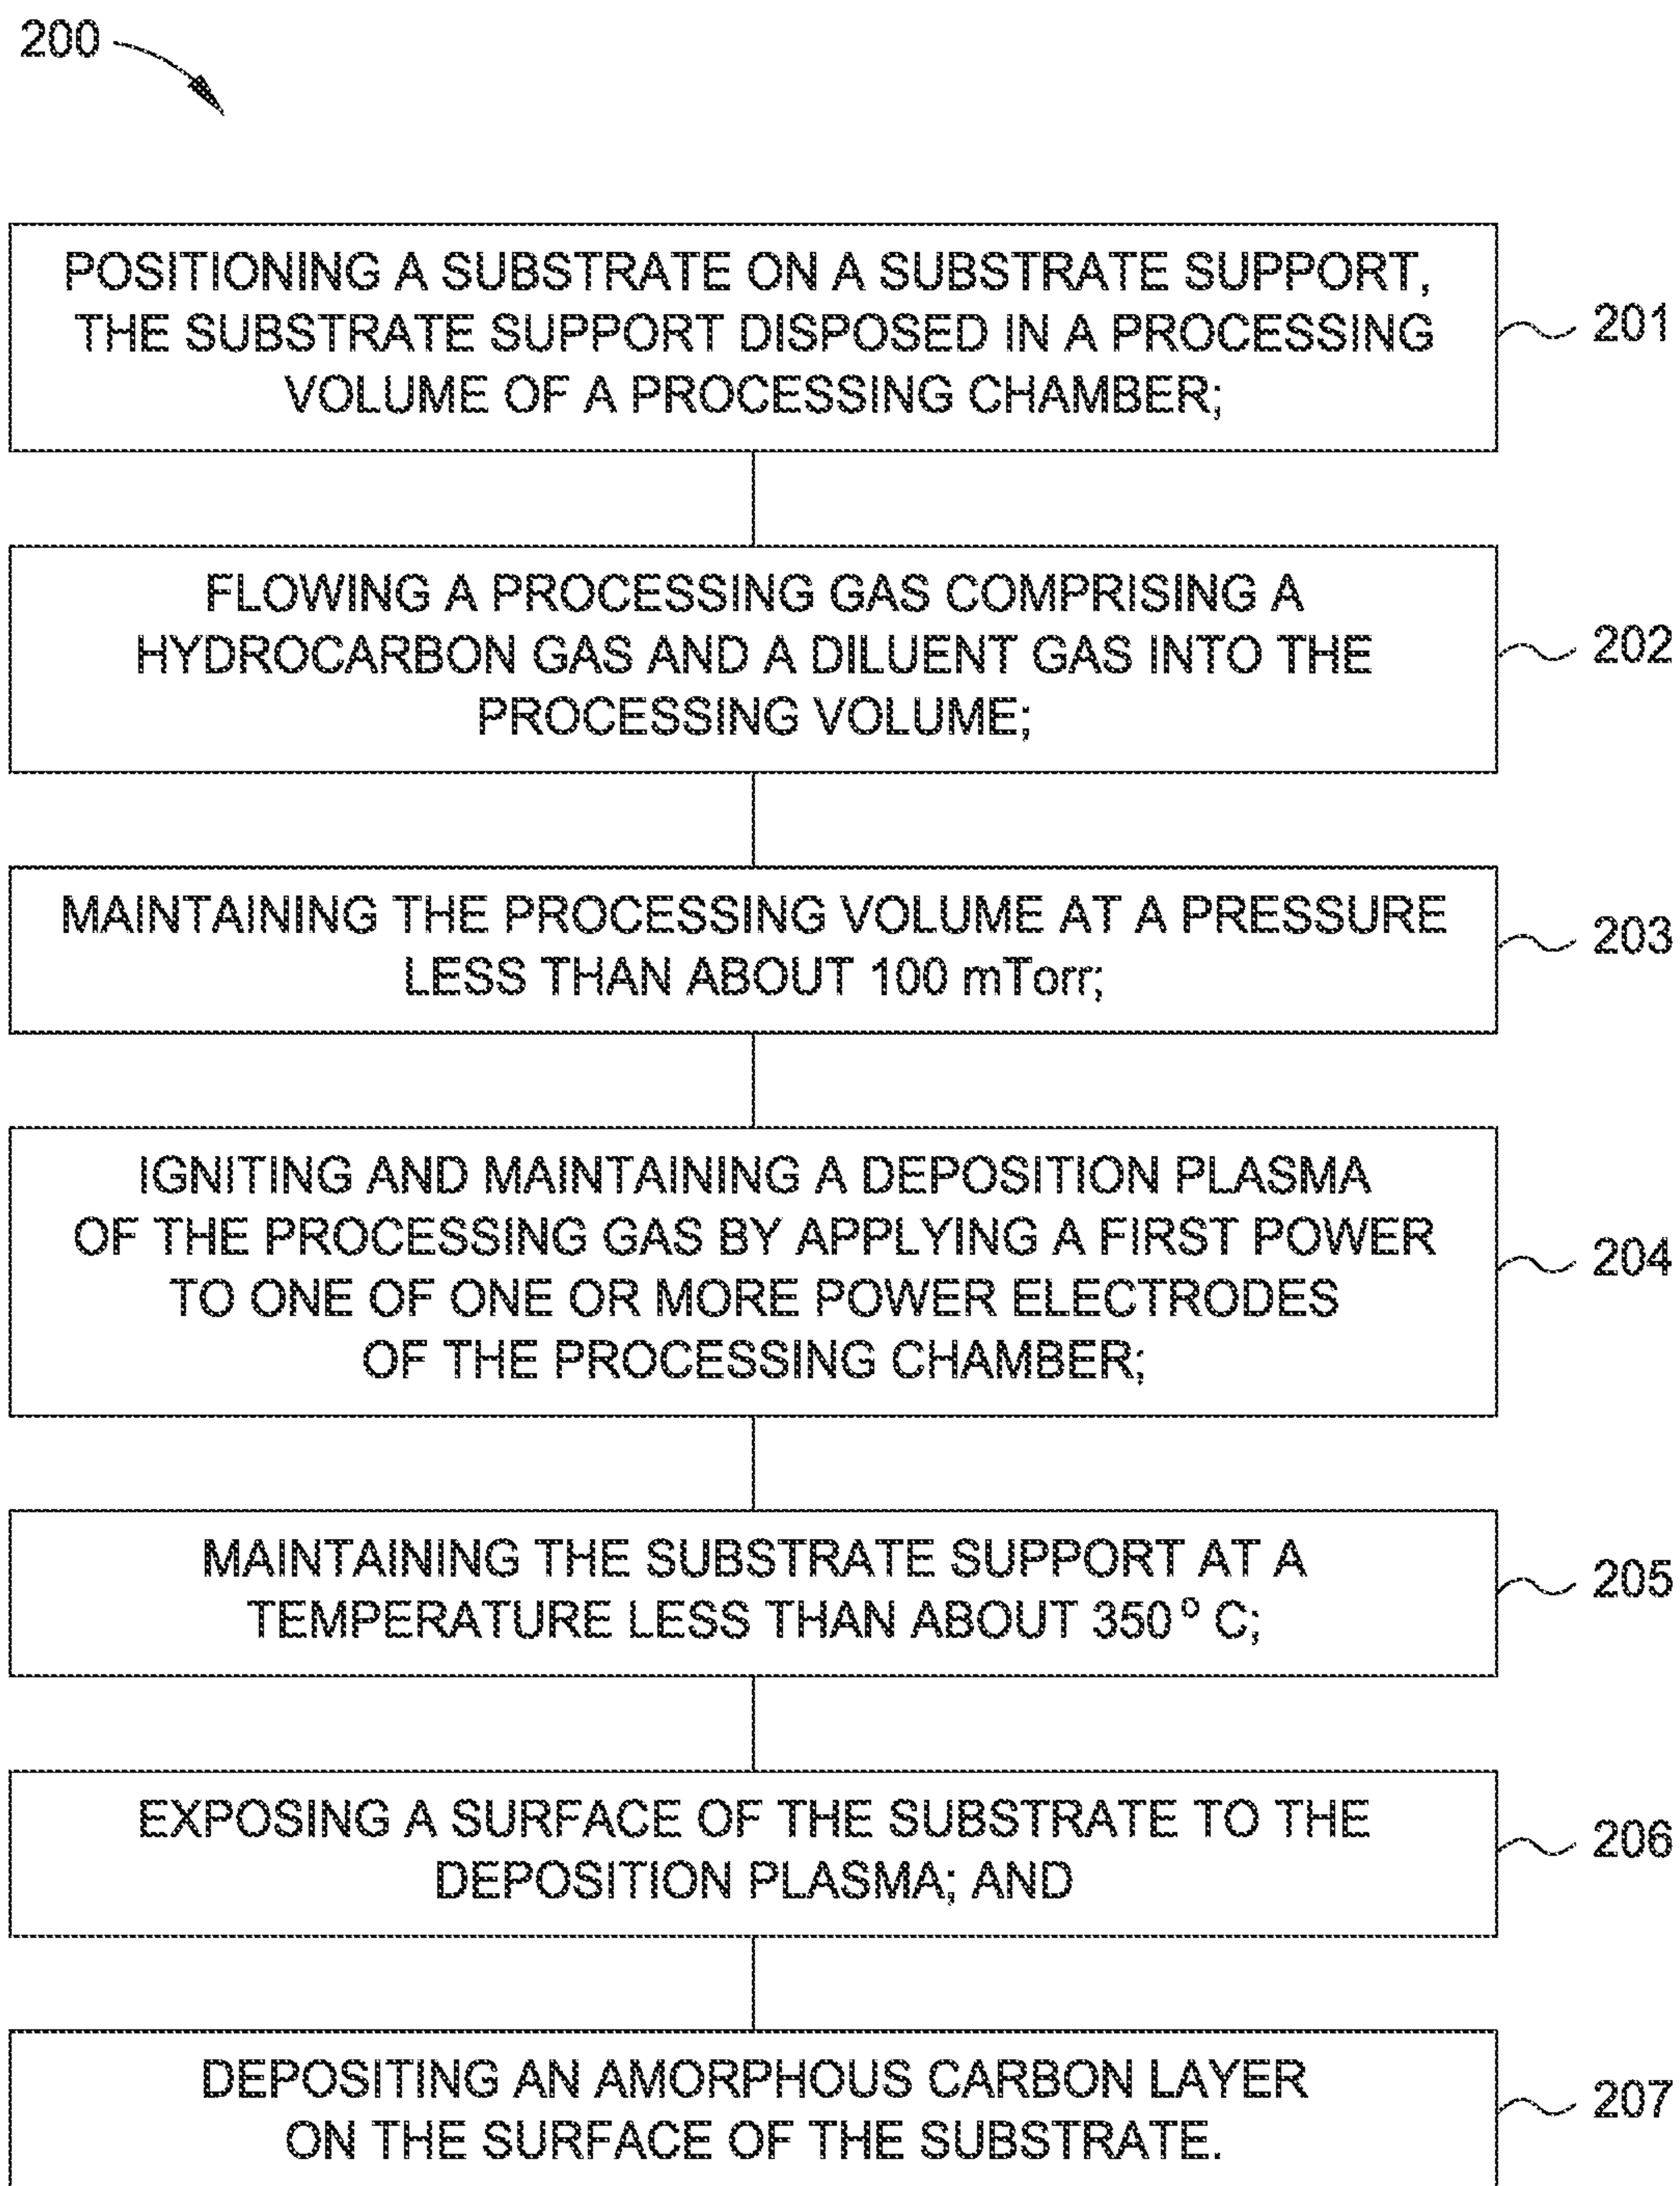 200
POSITIONING A SUBSTRATE ON A SUBSTRATE SUPPORT,
THE SUBSTRATE SUPPORT DISPOSED IN A PROCESSING
VOLUME OF A PROCESSING CHAMBER;
201
FLOWING A PROCESSING GAS COMPRISING A
HYDROCARBON GAS AND A DILUENT GAS INTO THE
PROCESSING VOLUME;
202
MAINTAINING THE PROCESSING VOLUME AT A PRESSURE
LESS THAN ABOUT 100 mTorr;
203
IGNITING AND MAINTAINING A DEPOSITION PLASMA
OF THE PROCESSING GAS BY APPLYING A FIRST POWER
TO ONE OF ONE OR MORE POWER ELECTRODES
OF THE PROCESSING CHAMBER;
204
MAINTAINING THE SUBSTRATE SUPPORT AT A
TEMPERATURE LESS THAN ABOUT 350° C;
205
EXPOSING A SURFACE OF THE SUBSTRATE TO THE
DEPOSITION PLASMA; AND
206
DEPOSITING AN AMORPHOUS CARBON LAYER
ON THE SURFACE OF THE SUBSTRATE.
207